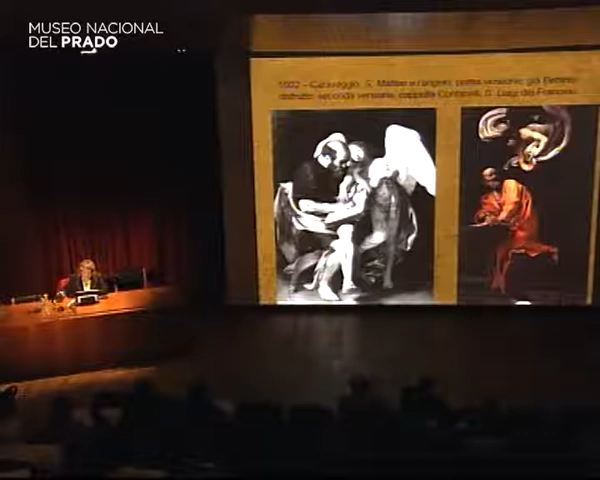 MUSEO NACIONAL
DEL PRADO
1602 - Caravaggio, S. Matteo e l'angelo, prima versione, già Berlino
distrutto; seconda versione, cappella Contarelli, S. Luigi dei Francesi